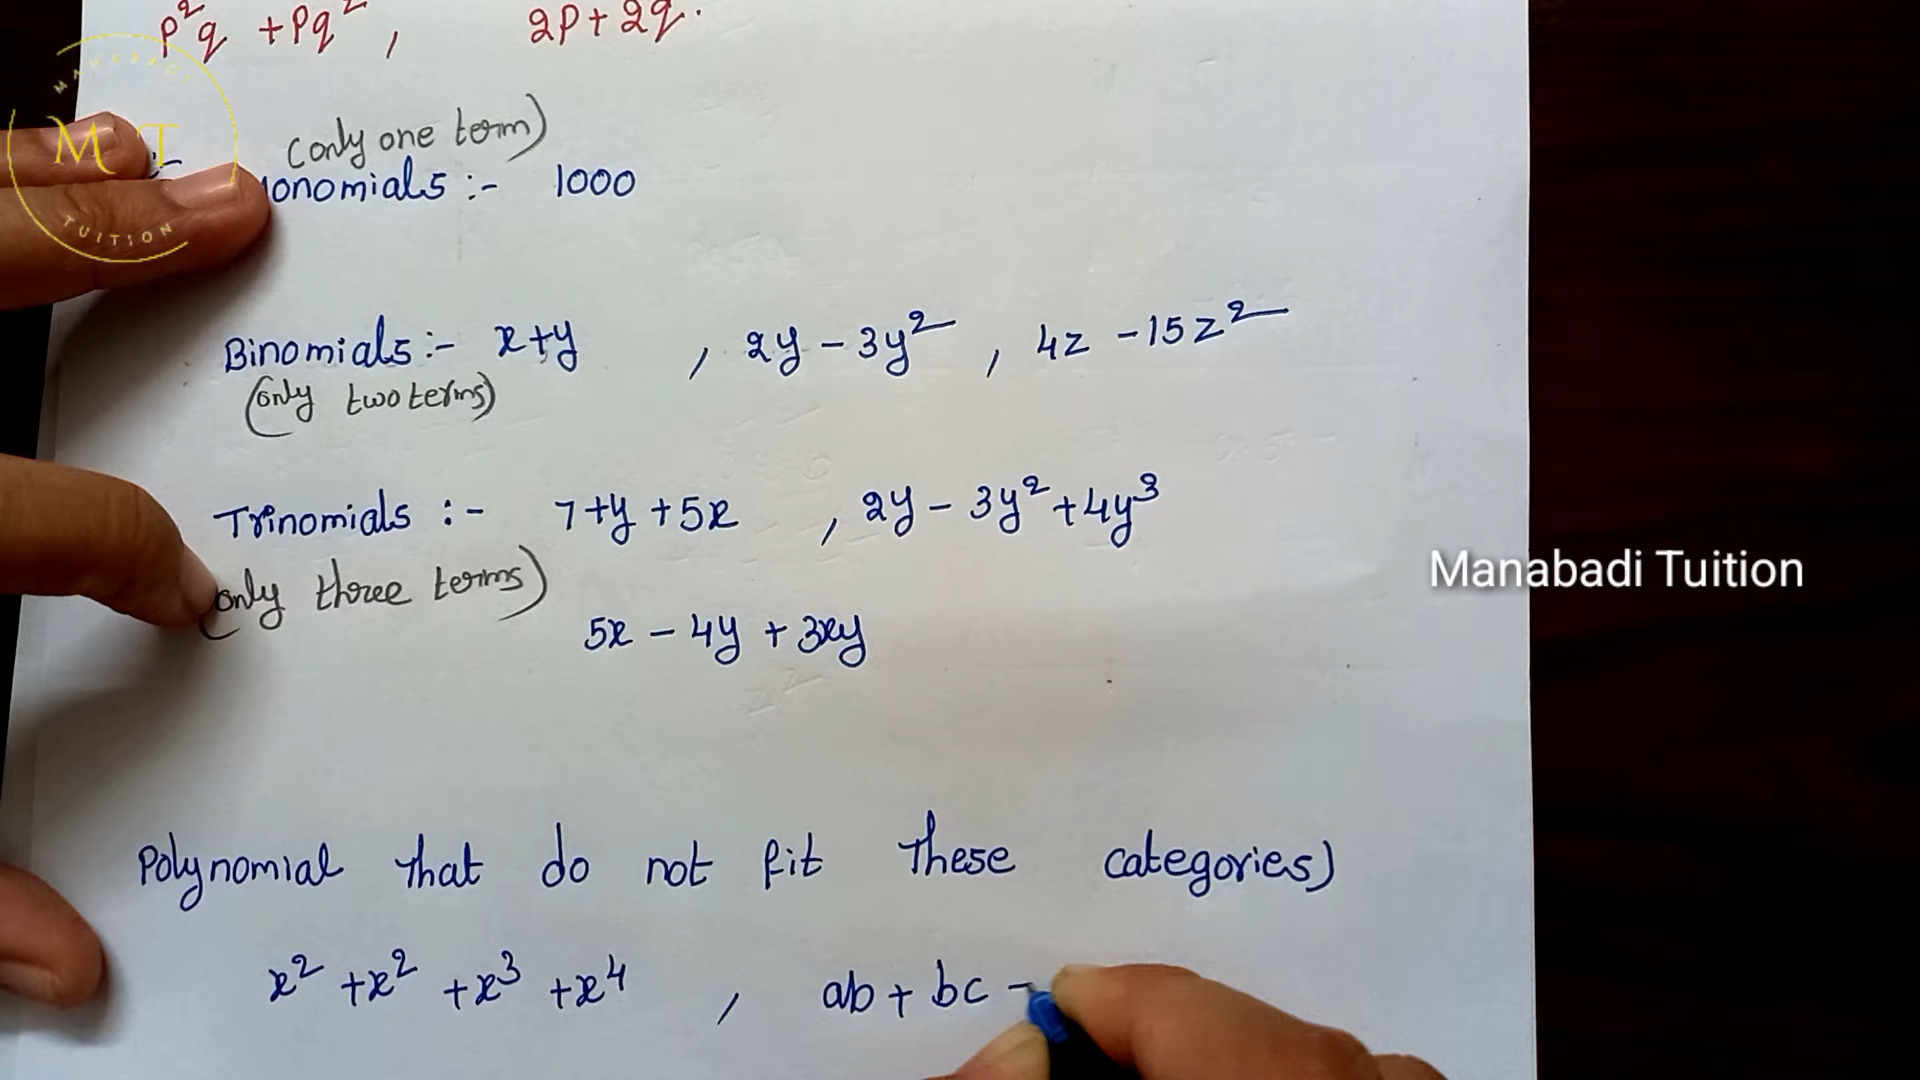 p²q + pq² , 2p + 2q.
(only one term)
onomials :- 1000
Binomials :- x+y , 2y - 3y² , 4z - 15z²
(only two terms)
Trinomials :- 7+y+5x , 2y - 3y² + 4y³
(only three terms)
5x - 4y + 3xy
Polynomial that do not fit these categories)
x² + x² + x³ + x⁴ , ab + bc -
MT
TUITION
Manabadi Tuition